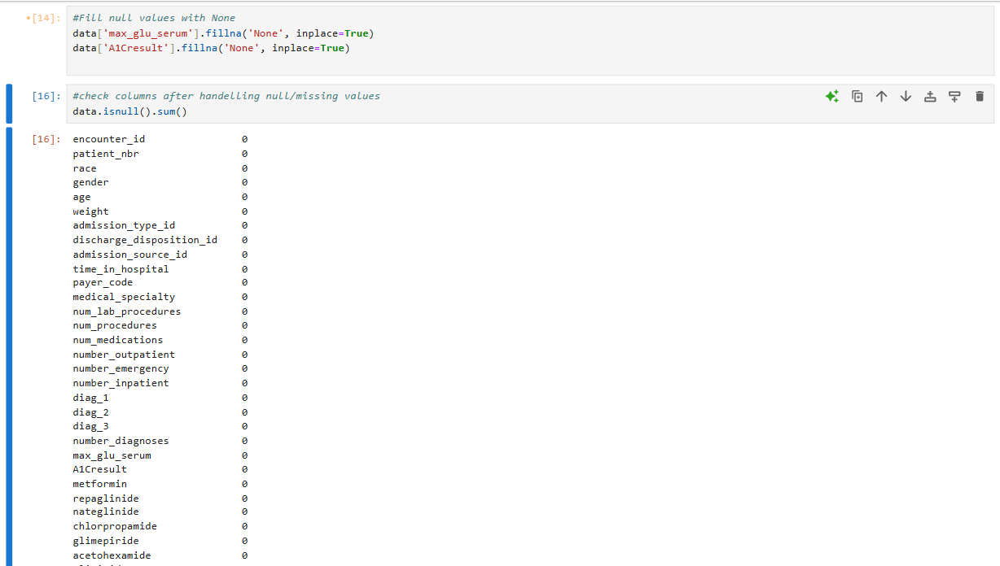 •[14]: #Fill null values with None
data['max_glu_serum'].fillna('None', inplace=True)
data['A1Cresult'].fillna('None', inplace=True)
[16]: #check columns after handelling null/missing values
data.isnull().sum()
[16]: encounter_id 0
patient_nbr 0
race 0
gender 0
age 0
weight 0
admission_type_id 0
discharge_disposition_id 0
admission_source_id 0
time_in_hospital 0
payer_code 0
medical_specialty 0
num_lab_procedures 0
num_procedures 0
num_medications 0
number_outpatient 0
number_emergency 0
number_inpatient 0
diag_1 0
diag_2 0
diag_3 0
number_diagnoses 0
max_glu_serum 0
A1Cresult 0
metformin 0
repaglinide 0
nateglinide 0
chlorpropamide 0
glimepiride 0
acetohexamide 0